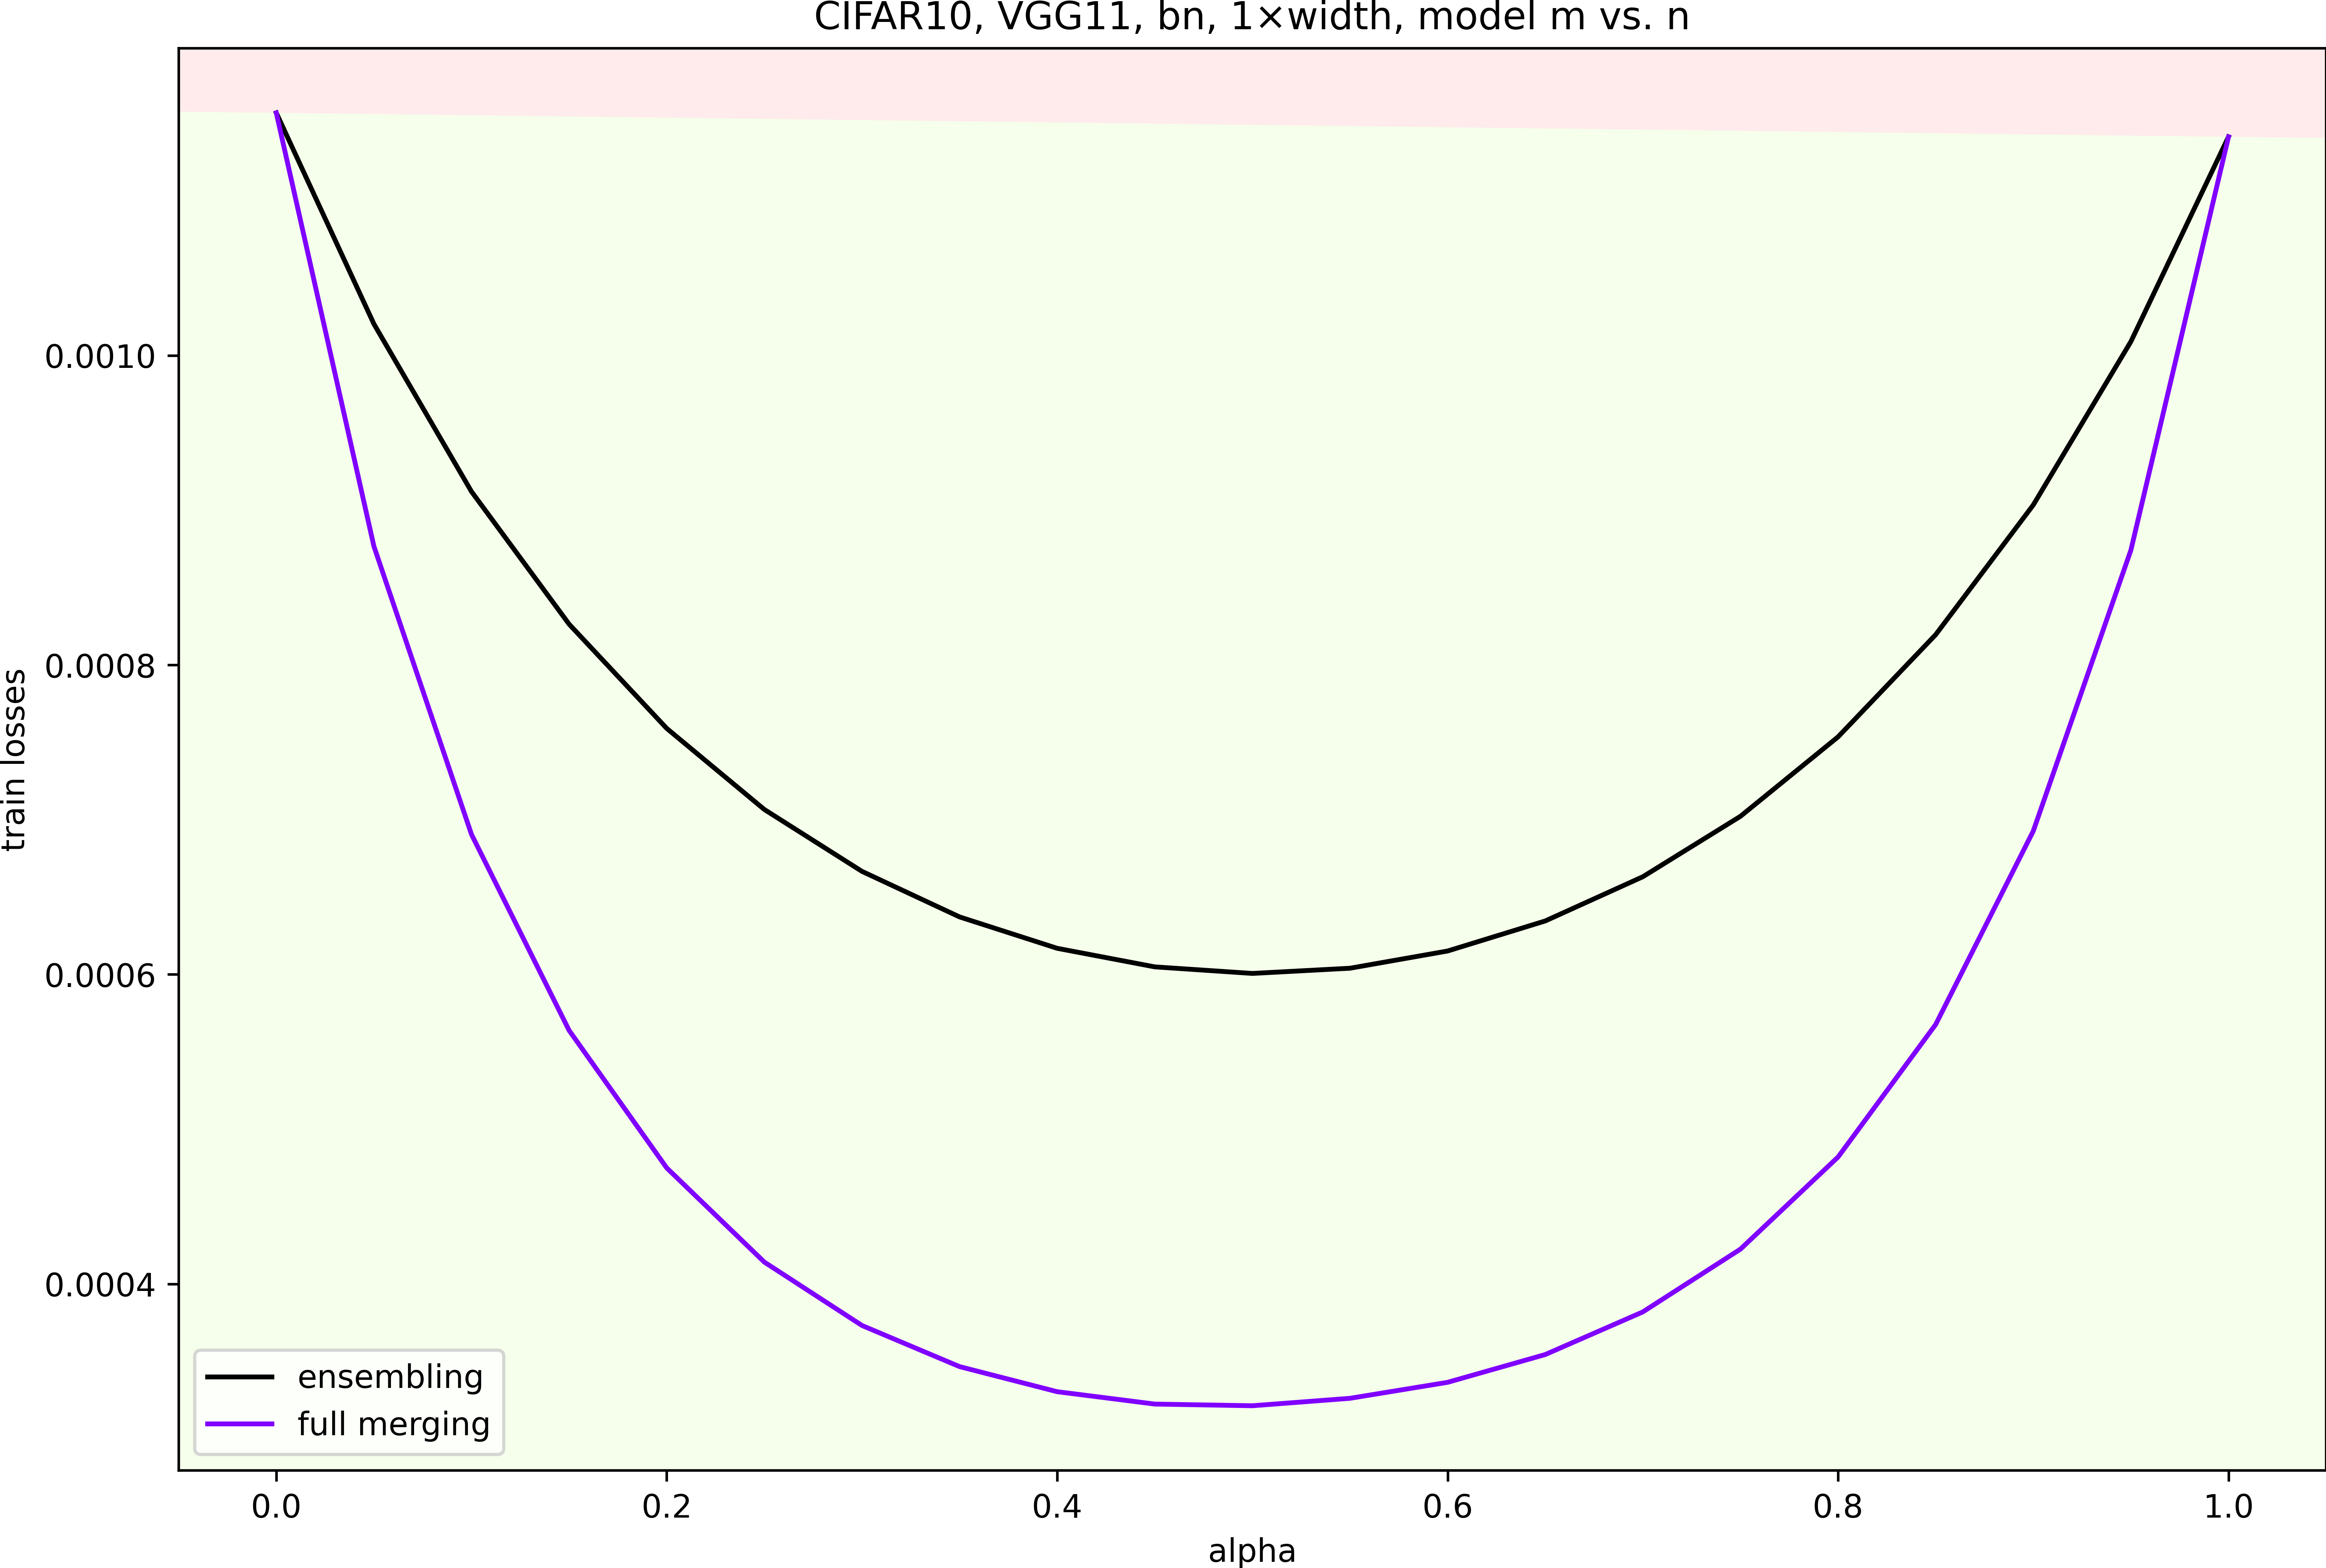 CIFAR10, VGG11, bn, 1×width, model m vs. n
train losses
0.0010
0.0008
0.0006
0.0004
ensembling
full merging
0.0
0.2
0.4
0.6
0.8
1.0
alpha